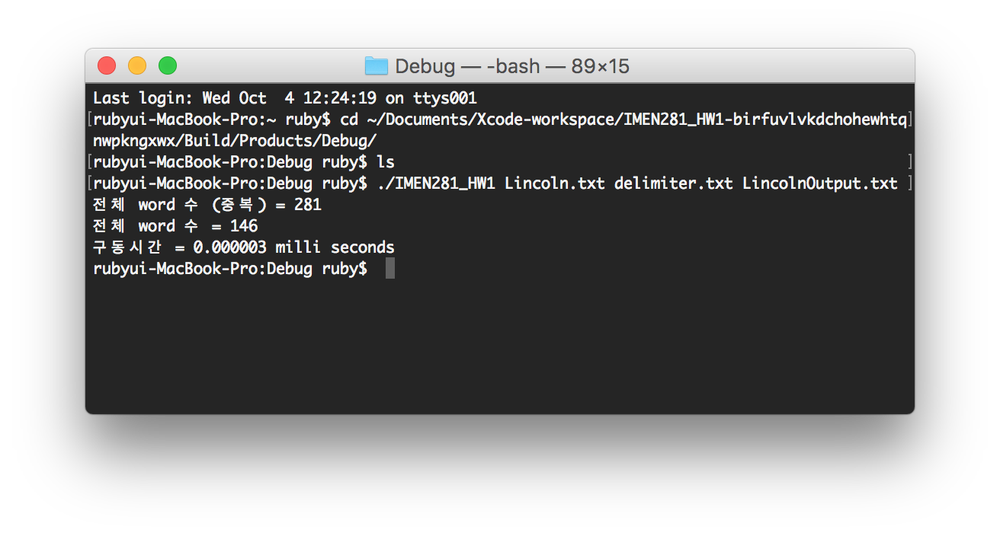 Debug — -bash — 89×15
Last login: Wed Oct  4 12:24:19 on ttys001
[rubyui-MacBook-Pro:~ ruby$ cd ~/Documents/Xcode-workspace/IMEN281_HW1-birfuvlvkdchohewhtq]
nwpkngxwx/Build/Products/Debug/
[rubyui-MacBook-Pro:Debug ruby$ ls ]
[rubyui-MacBook-Pro:Debug ruby$ ./IMEN281_HW1 Lincoln.txt delimiter.txt LincolnOutput.txt ]
전체 word 수 (중복) = 281
전체 word 수 = 146
구동시간 = 0.000003 milli seconds
rubyui-MacBook-Pro:Debug ruby$